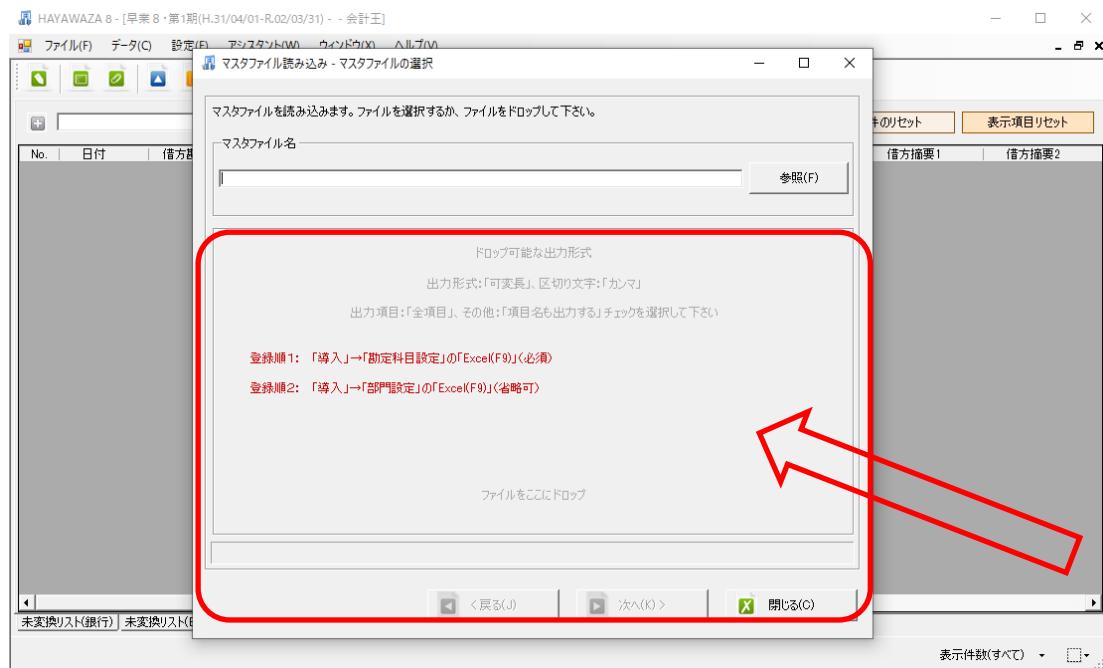 HAYAWAZA 8 - [早業 8・第1期(H.31/04/01-R.02/03/31) - - 会計王]
ファイル(F) データ(C) 設定(E) アシスタント(W) ウィンドウ(X) ヘルプ(V)
マスタファイル読み込み - マスタファイルの選択
マスタファイルを読み込みます。ファイルを選択するか、ファイルをドロップして下さい。
件のリセット 表示項目リセット
マスタファイル名
No. 日付 借方 借方摘要1 借方摘要2
参照(F)
ドロップ可能な出力形式
出力形式:「可変長」、区切り文字:「カンマ」
出力項目:「全項目」、その他:「項目名も出力する」チェックを選択して下さい
登録順1: 「導入」→「勘定科目設定」の「Excel(F9)」(必須)
登録順2: 「導入」→「部門設定」の「Excel(F9)」(省略可)
ファイルをここにドロップ
<戻る(J) 次へ(K)> 閉じる(C)
未変換リスト(銀行) 未変換リスト(
表示件数(すべて)